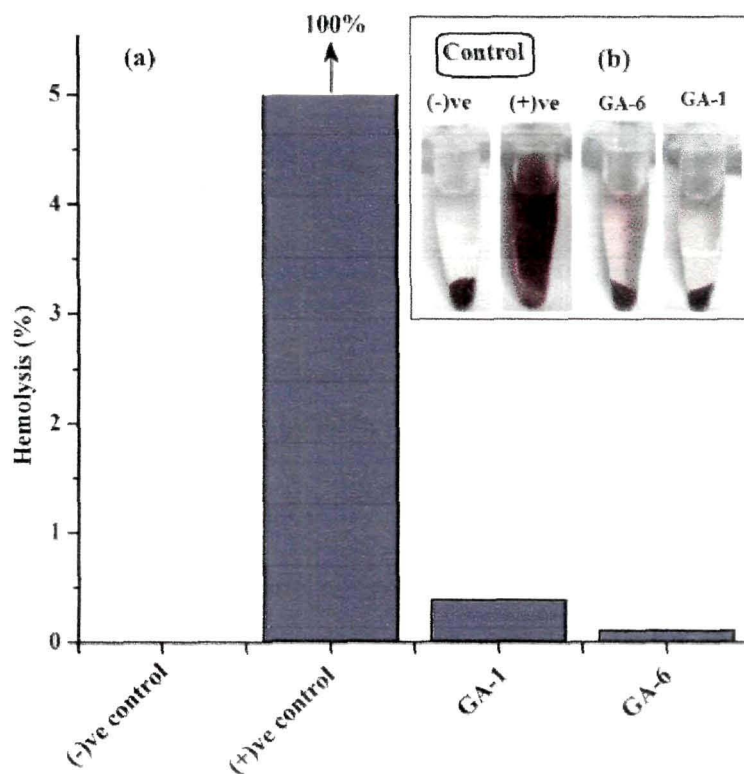 100%
(a)
Control
(b)
(-)ve
(+)ve
GA-6
GA-1
5
4
3
2
1
0
Hemolysis (%)
(-)ve control
(+)ve control
GA-1
GA-6